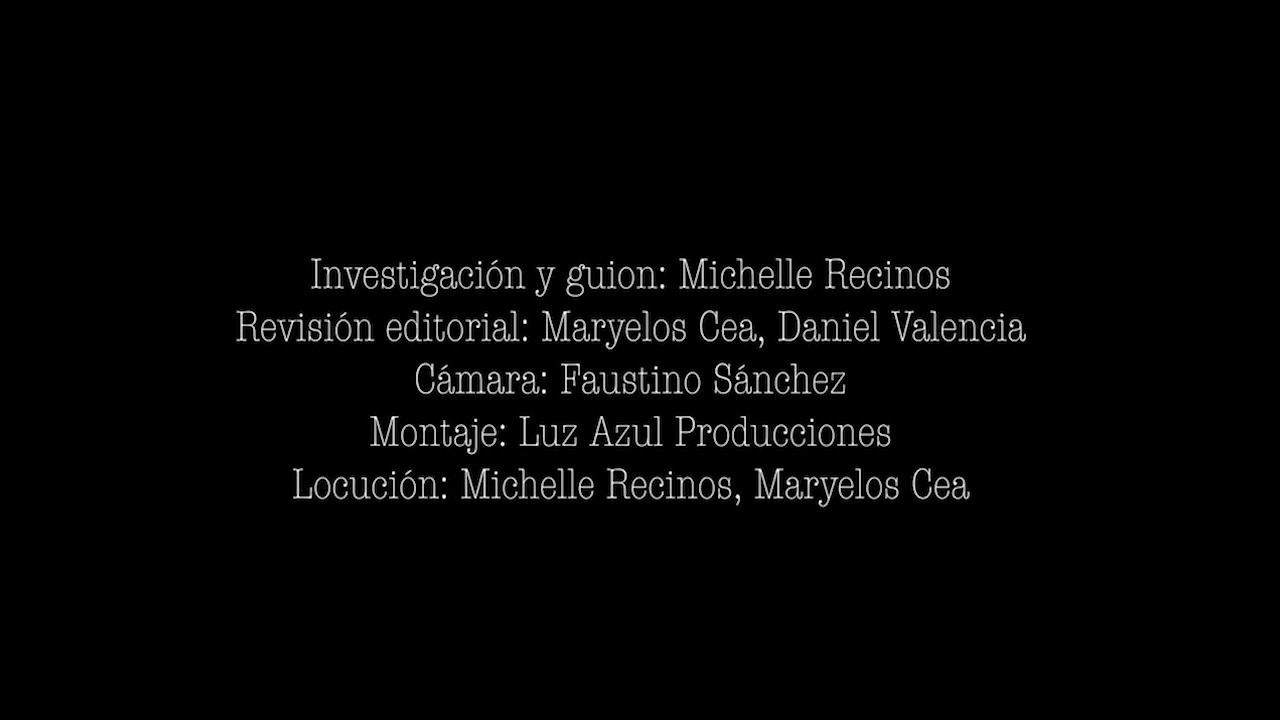 Investigación y guion: Michelle Recinos
Revisión editorial: Maryelos Cea, Daniel Valencia
Cámara: Faustino Sánchez
Montaje: Luz Azul Producciones
Locución: Michelle Recinos, Maryelos Cea